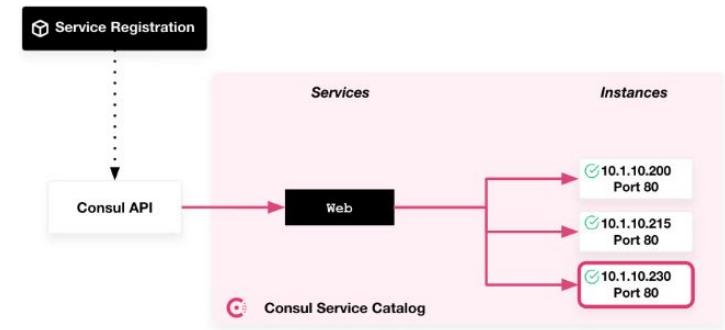 Service Registration
Services
Instances
Consul API
Web
10.1.10.200
Port 80
10.1.10.215
Port 80
10.1.10.230
Port 80
Consul Service Catalog